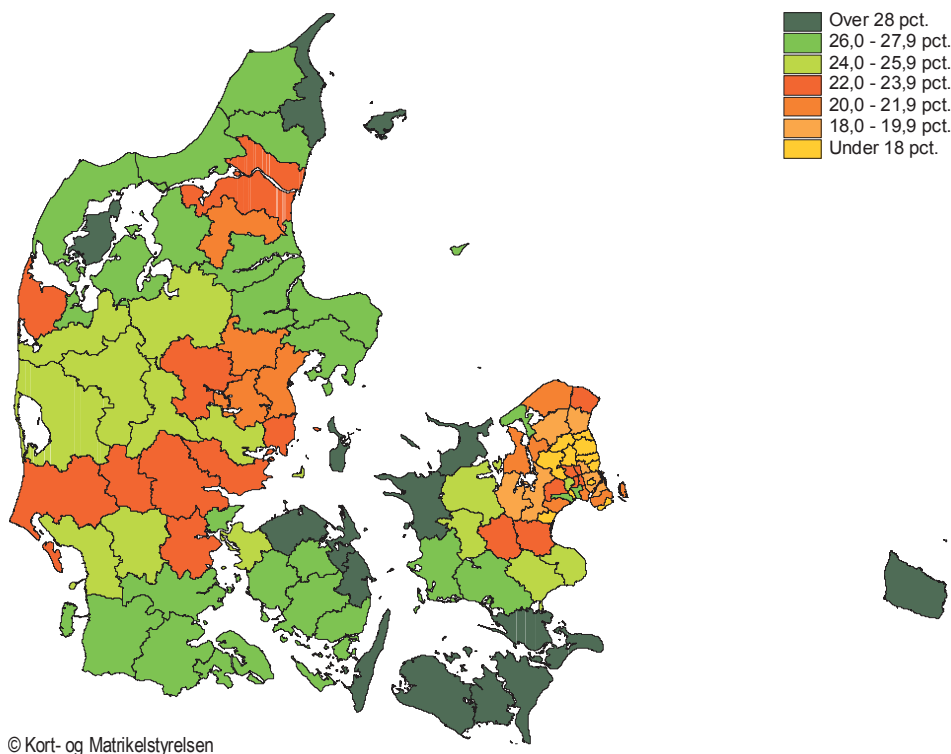 Over 28 pct.
26,0 - 27,9 pct.
24,0 - 25,9 pct.
22,0 - 23,9 pct.
20,0 - 21,9 pct.
18,0 - 19,9 pct.
Under 18 pct.
© Kort- og Matrikelstyrelsen